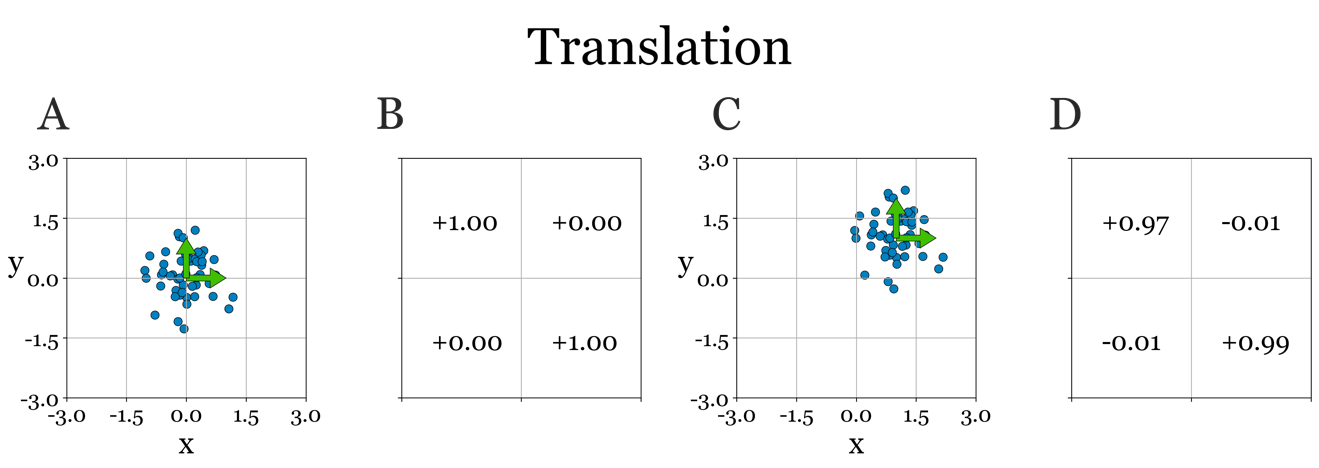 Translation
A B C D
3.0 3.0
+1.00 +0.00 +0.97 -0.01
1.5 1.5
y 0.0 y 0.0
+0.00 +1.00 -0.01 +0.99
-1.5 -1.5
-3.0 -3.0
-3.0 -1.5 0.0 1.5 3.0 -3.0 -1.5 0.0 1.5 3.0
x x